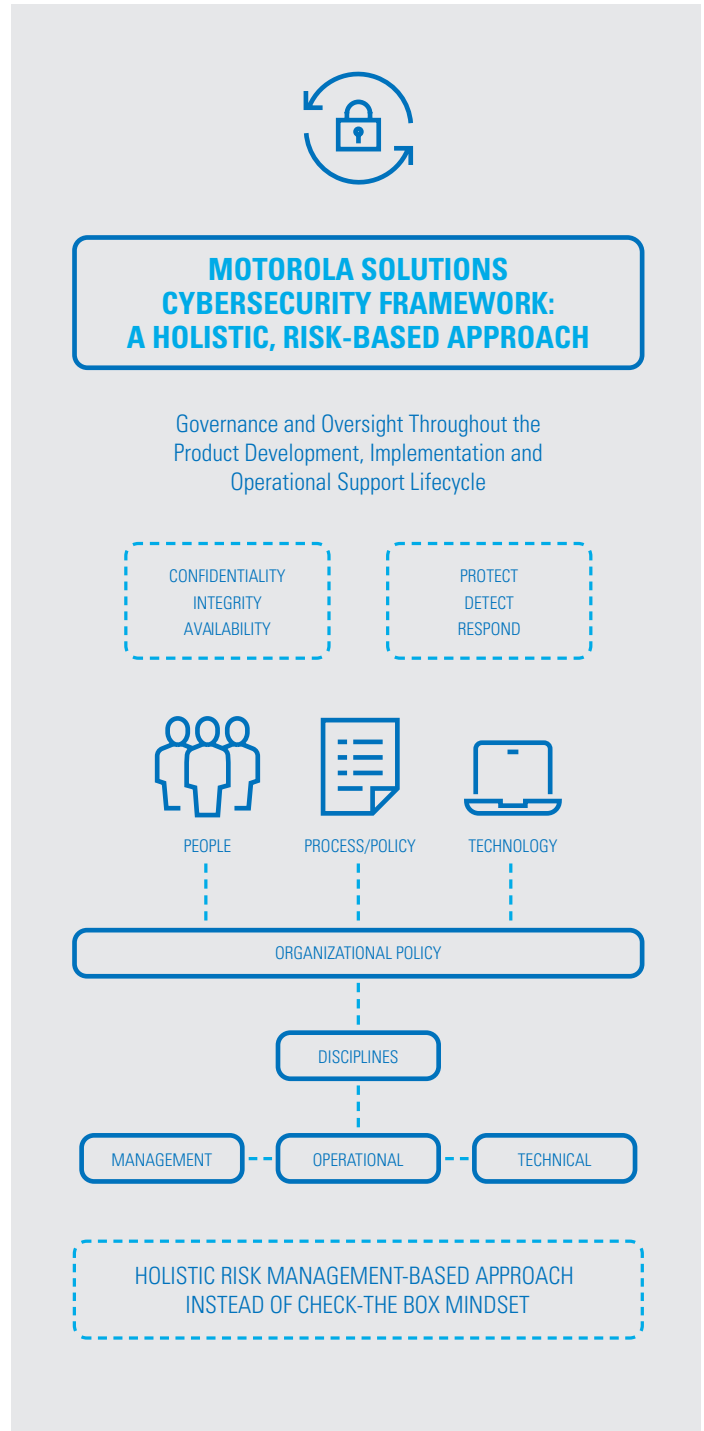 MOTOROLA SOLUTIONS
CYBERSECURITY FRAMEWORK:
A HOLISTIC, RISK-BASED APPROACH
Governance and Oversight Throughout the
Product Development, Implementation and
Operational Support Lifecycle
CONFIDENTIALITY
INTEGRITY
AVAILABILITY
PROTECT
DETECT
RESPOND
PEOPLE
PROCESS/POLICY
TECHNOLOGY
ORGANIZATIONAL POLICY
DISCIPLINES
MANAGEMENT
OPERATIONAL
TECHNICAL
HOLISTIC RISK MANAGEMENT-BASED APPROACH
INSTEAD OF CHECK-THE BOX MINDSET